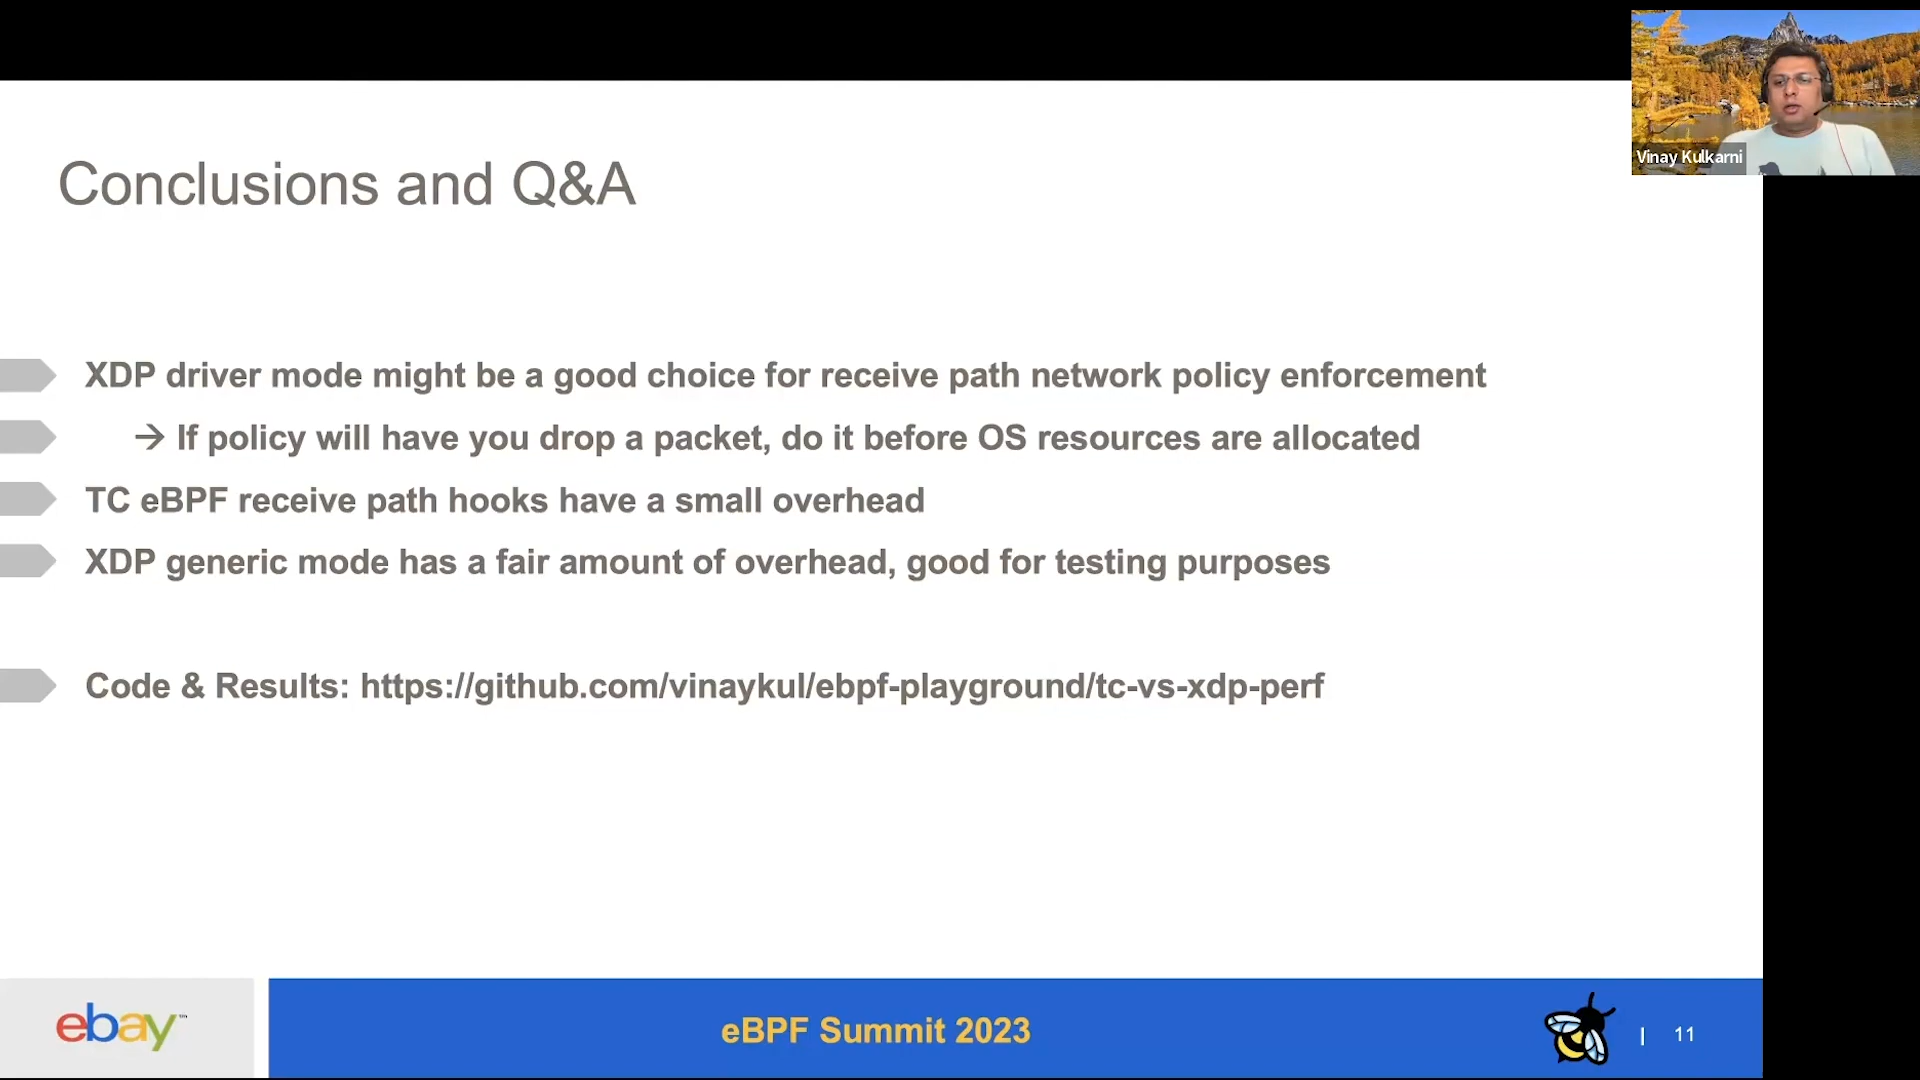 Vinay Kulkarni
Conclusions and Q&A
XDP driver mode might be a good choice for receive path network policy enforcement
→ If policy will have you drop a packet, do it before OS resources are allocated
TC eBPF receive path hooks have a small overhead
XDP generic mode has a fair amount of overhead, good for testing purposes
Code & Results: https://github.com/vinaykul/ebpf-playground/tc-vs-xdp-perf
ebay™
eBPF Summit 2023
| 11